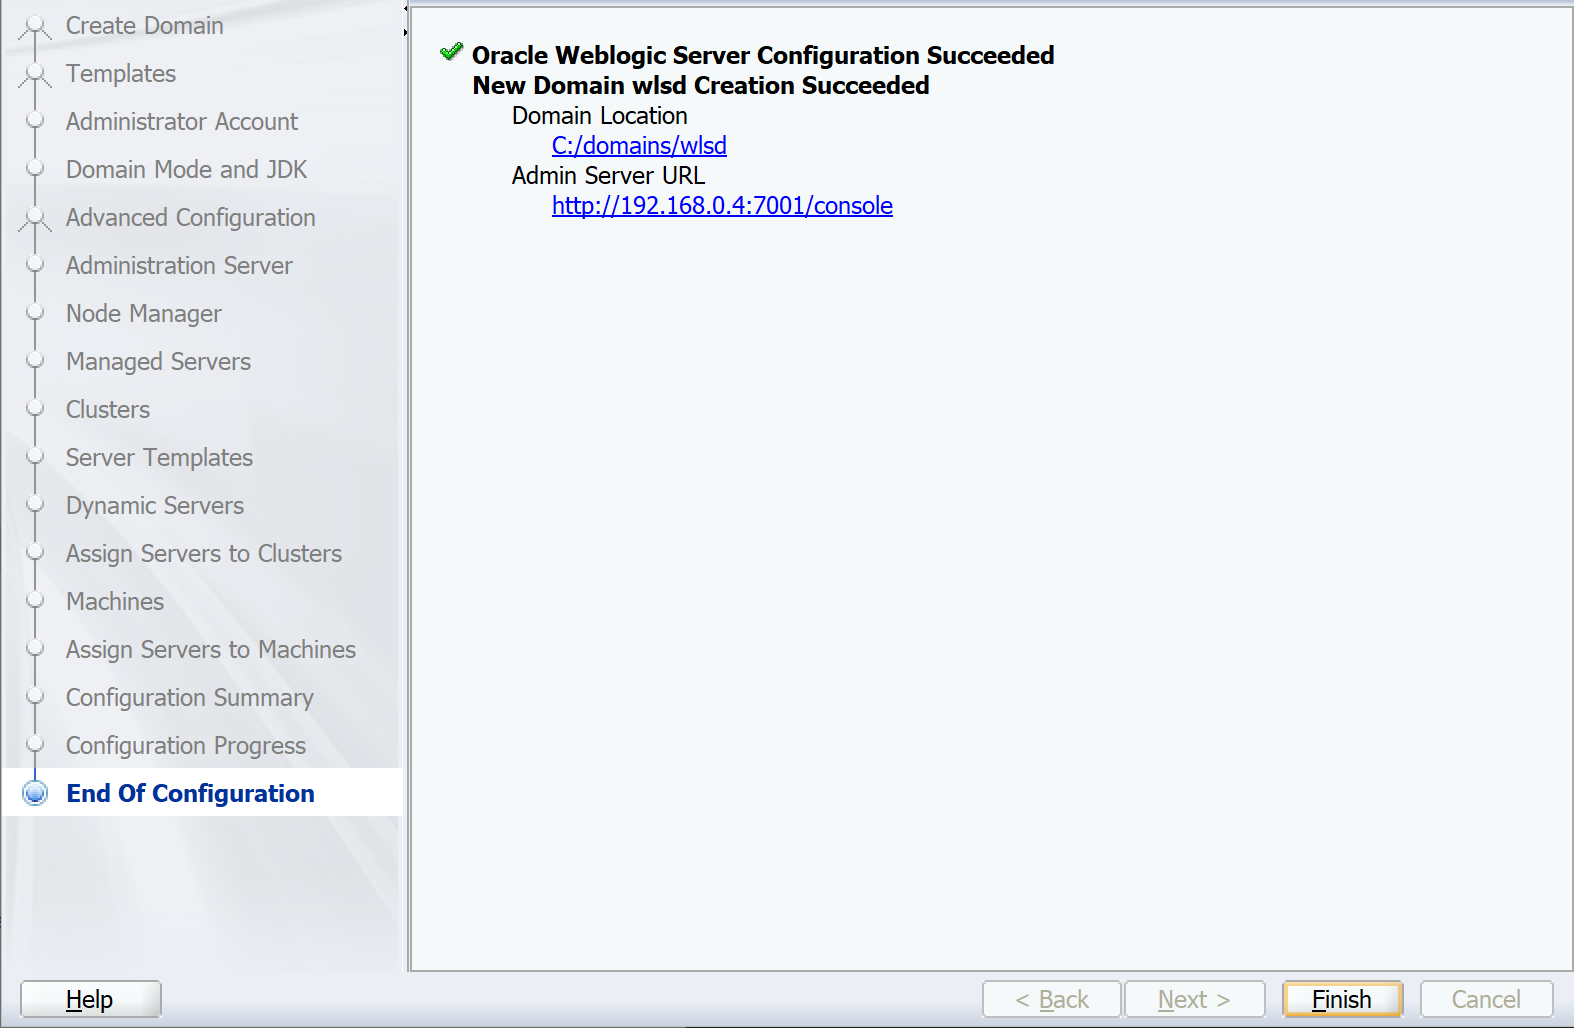 Create Domain
Templates
Administrator Account
Domain Mode and JDK
Advanced Configuration
Administration Server
Node Manager
Managed Servers
Clusters
Server Templates
Dynamic Servers
Assign Servers to Clusters
Machines
Assign Servers to Machines
Configuration Summary
Configuration Progress
End Of Configuration
Oracle Weblogic Server Configuration Succeeded
New Domain wlsd Creation Succeeded
Domain Location
C:/domains/wlsd
Admin Server URL
http://192.168.0.4:7001/console
Help
< Back
Next >
Finish
Cancel